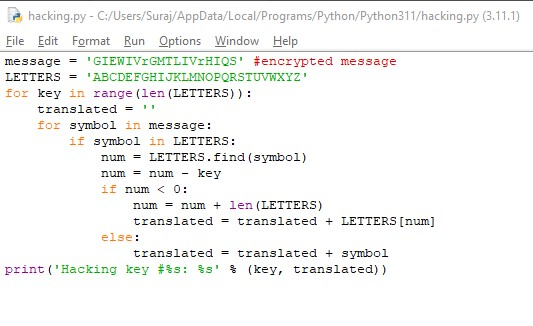 hacking.py - C:/Users/Suraj/AppData/Local/Programs/Python/Python311/hacking.py (3.11.1)
File Edit Format Run Options Window Help
message = 'GIEWIVrGMTLIVrHIQS' #encrypted message
LETTERS = 'ABCDEFGHIJKLMNOPQRSTUVWXYZ'
for key in range(len(LETTERS)):
    translated = ''
    for symbol in message:
        if symbol in LETTERS:
            num = LETTERS.find(symbol)
            num = num - key
            if num < 0:
                num = num + len(LETTERS)
                translated = translated + LETTERS[num]
            else:
                translated = translated + symbol
print('Hacking key #%s: %s' % (key, translated))